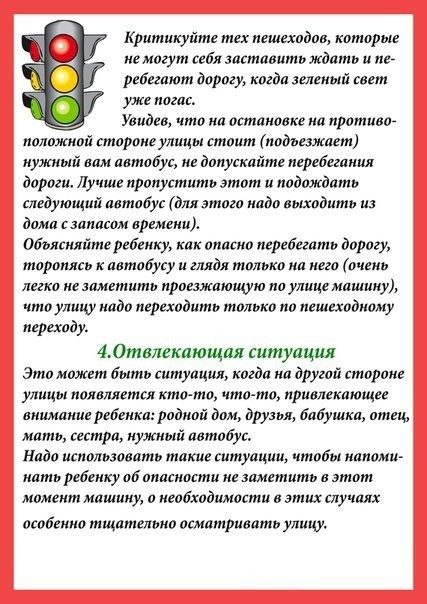 Критикуйте тех пешеходов, которые
не могут себя заставить ждать и пе-
ребегают дорогу, когда зеленый свет
уже погас.
Увидев, что на остановке на противо-
положной стороне улицы стоит (подъезжает)
нужный вам автобус, не допускайте перебегания
дороги. Лучше пропустить этот и подождать
следующий автобус (для этого надо выходить из
дома с запасом времени).
Объясняйте ребенку, как опасно перебегать дорогу,
торопясь к автобусу и глядя только на него (очень
легко не заметить проезжающую по улице машину),
что улицу надо переходить только по пешеходному
переходу.
4.Отвлекающая ситуация
Это может быть ситуация, когда на другой стороне
улицы появляется кто-то, что-то, привлекающее
внимание ребенка: родной дом, друзья, бабушка, отец,
мать, сестра, нужный автобус.
Надо использовать такие ситуации, чтобы напоми-
нать ребенку об опасности не заметить в этот
момент машину, о необходимости в этих случаях
особенно тщательно осматривать улицу.